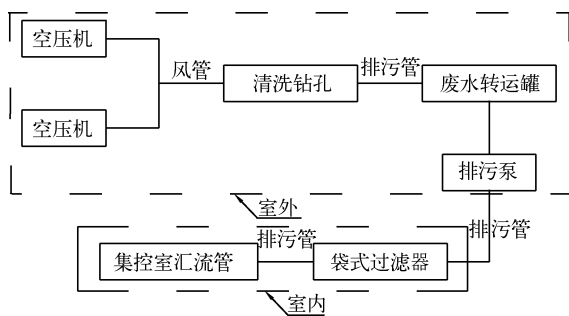 空压机
风管
清洗钻孔
排污管
废水转运罐
空压机
排污泵
室外
排污管
排污管
集控室汇流管
袋式过滤器
室内